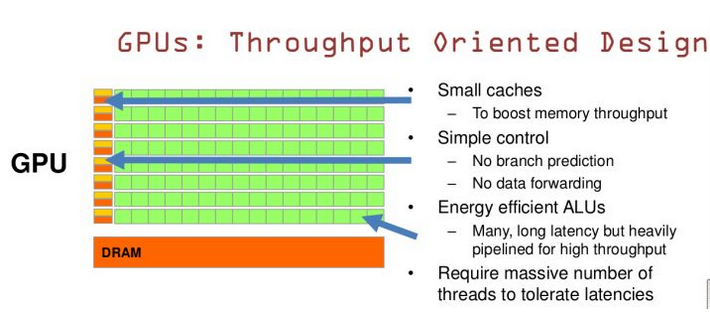 GPUs: Throughput Oriented Design
GPU
DRAM
• Small caches
– To boost memory throughput
• Simple control
– No branch prediction
– No data forwarding
• Energy efficient ALUs
– Many, long latency but heavily
pipelined for high throughput
• Require massive number of
threads to tolerate latencies